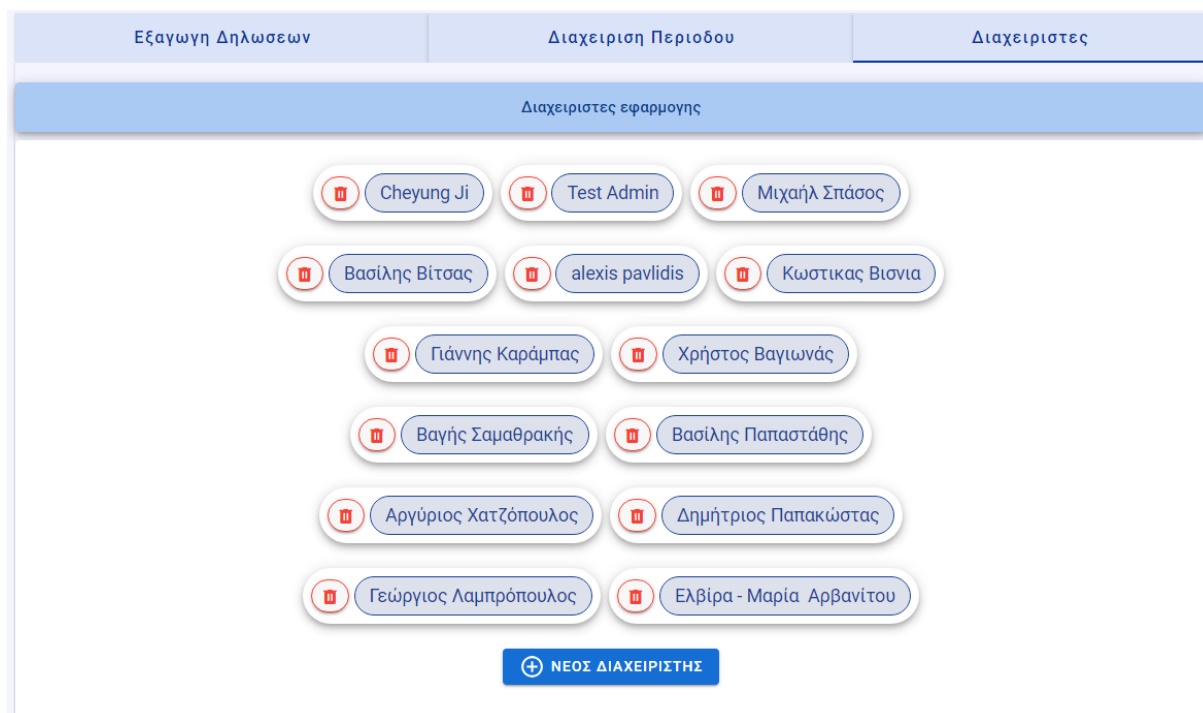 Εξαγωγη Δηλωσεων Διαχειριση Περιοδου Διαχειριστες
Διαχειριστες εφαρμογης
Cheyung Ji Test Admin Μιχαήλ Σπάσος
Βασίλης Βίτσας alexis pavlidis Κωστικας Βισνια
Γιάννης Καράμπας Χρήστος Βαγιωνάς
Βαγής Σαμαθρακής Βασίλης Παπαστάθης
Αργύριος Χατζόπουλος Δημήτριος Παπακώστας
Γεώργιος Λαμπρόπουλος Ελβίρα - Μαρία Αρβανίτου
ΝΕΟΣ ΔΙΑΧΕΙΡΙΣΤΗΣ